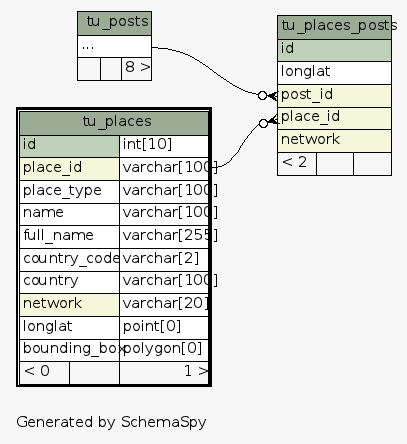 tu_posts
...
8 >
tu_places_posts
id
longlat
post_id
place_id
network
< 2
tu_places
id int[10]
place_id varchar[100]
place_type varchar[100]
name varchar[100]
full_name varchar[255]
country_code varchar[2]
country varchar[100]
network varchar[20]
longlat point[0]
bounding_box polygon[0]
< 0 1 >
Generated by SchemaSpy